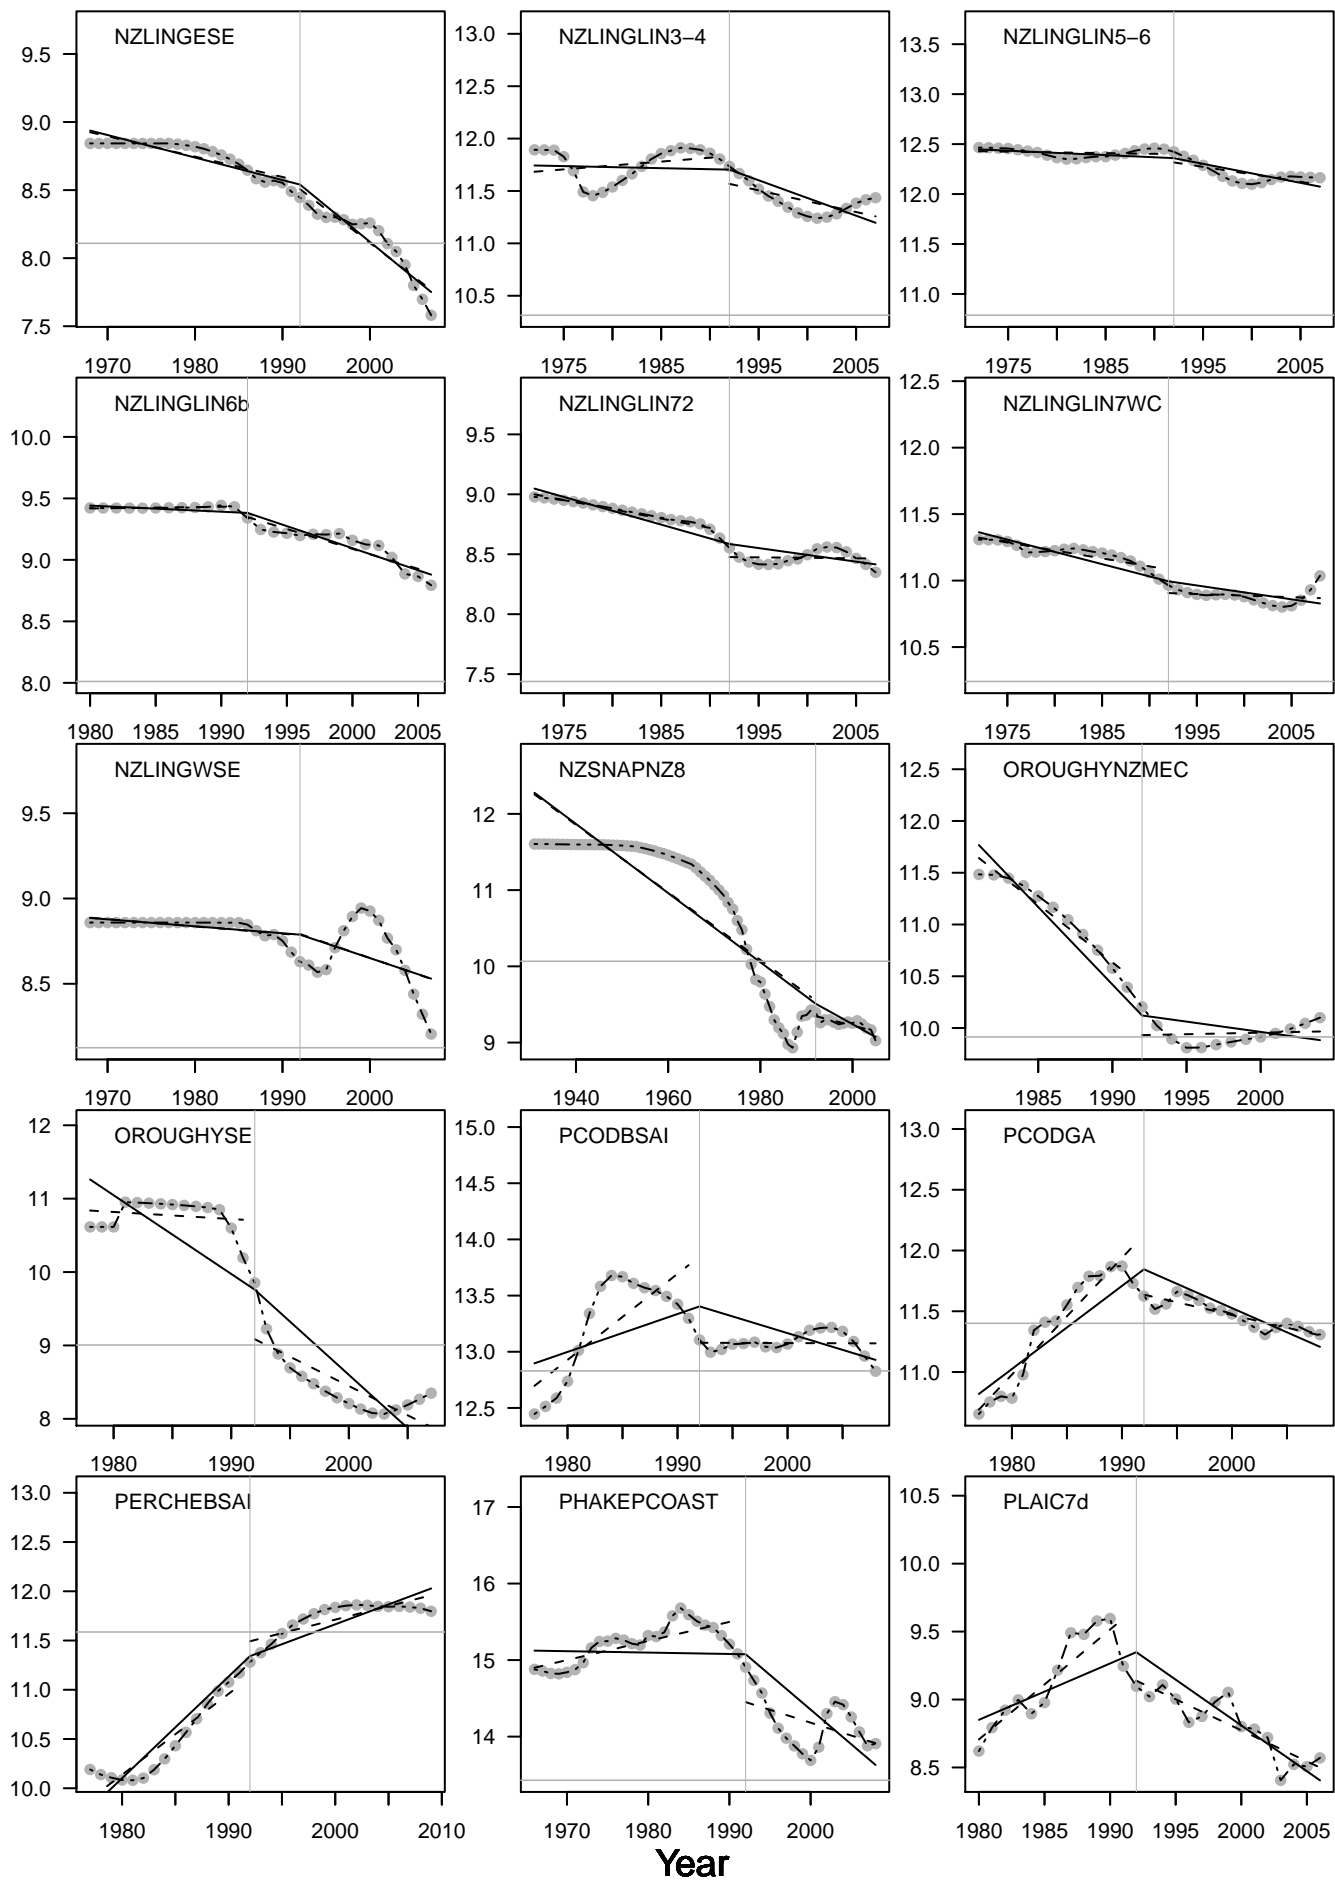 NZLINGESE
9.5
9.0
8.5
8.0
7.5
1970 1980 1990 2000
NZLINGLIN3−4
13.0
12.5
12.0
11.5
11.0
10.5
1975 1985 1995 2005
NZLINGLIN5−6
13.5
13.0
12.5
12.0
11.5
11.0
1975 1985 1995 2005
NZLINGLIN6b
10.0
9.5
9.0
8.5
8.0
1980 1985 1990 1995 2000 2005
NZLINGLIN72
9.5
9.0
8.5
8.0
7.5
1975 1985 1995 2005
NZLINGLIN7WC
12.5
12.0
11.5
11.0
10.5
1975 1985 1995 2005
NZLINGWSE
9.5
9.0
8.5
1970 1980 1990 2000
NZSNAPNZ8
12
11
10
9
1940 1960 1980 2000
OROUGHYNZMEC
12.5
12.0
11.5
11.0
10.5
10.0
1985 1990 1995 2000
OROUGHYSE
12
11
10
9
8
1980 1990 2000
PCODBSAI
15.0
14.5
14.0
13.5
13.0
12.5
1980 1990 2000
PCODGA
13.0
12.5
12.0
11.5
11.0
1980 1990 2000
PERCHEBSAI
13.0
12.5
12.0
11.5
11.0
10.5
10.0
1980 1990 2000 2010
PHAKEPCOAST
17
16
15
14
1970 1980 1990 2000
PLAIC7d
10.5
10.0
9.5
9.0
8.5
1980 1985 1990 1995 2000 2005
Year